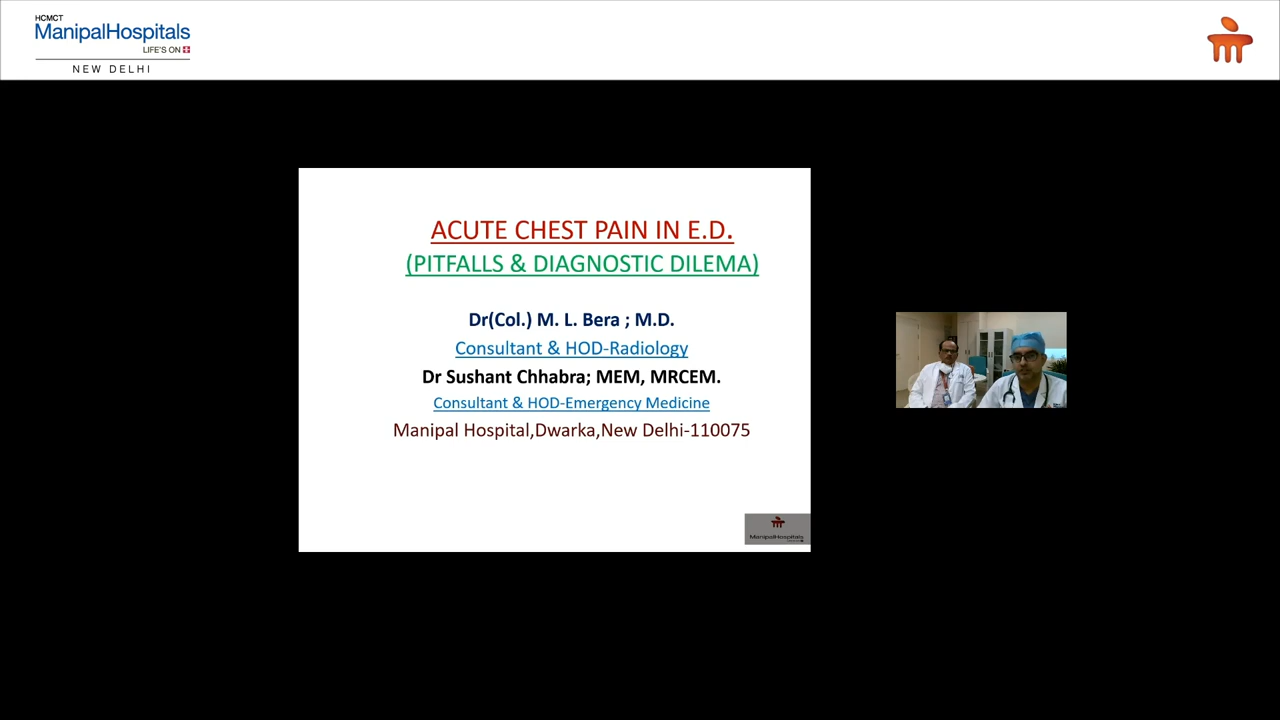 HCMCT
ManipalHospitals
LIFE'S ON
NEW DELHI
ACUTE CHEST PAIN IN E.D.
(PITFALLS & DIAGNOSTIC DILEMA)
Dr(Col.) M. L. Bera ; M.D.
Consultant & HOD-Radiology
Dr Sushant Chhabra; MEM, MRCEM.
Consultant & HOD-Emergency Medicine
Manipal Hospital,Dwarka,New Delhi-110075
ManipalHospitals